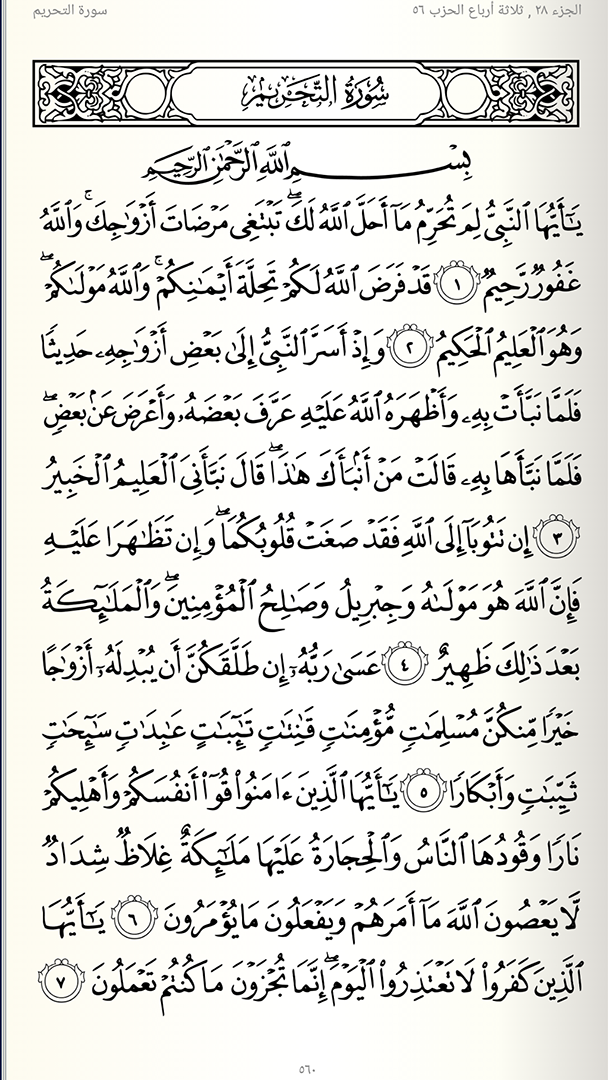 الجزء ٢٨ , ثلاثة أرباع الحزب ٥٦
سورة التحريم
سُورَةُ التَّحۡرِيمِ
بِسۡمِ ٱللَّهِ ٱلرَّحۡمَٰنِ ٱلرَّحِيمِ
يَٰٓأَيُّهَا ٱلنَّبِيُّ لِمَ تُحَرِّمُ مَآ أَحَلَّ ٱللَّهُ لَكَۖ تَبۡتَغِي مَرۡضَاتَ أَزۡوَٰجِكَۚ وَٱللَّهُ
غَفُورٞ رَّحِيمٞ ١ قَدۡ فَرَضَ ٱللَّهُ لَكُمۡ تَحِلَّةَ أَيۡمَٰنِكُمۡۚ وَٱللَّهُ مَوۡلَىٰكُمۡۖ
وَهُوَ ٱلۡعَلِيمُ ٱلۡحَكِيمُ ٢ وَإِذۡ أَسَرَّ ٱلنَّبِيُّ إِلَىٰ بَعۡضِ أَزۡوَٰجِهِۦ حَدِيثٗا
فَلَمَّا نَبَّأَتۡ بِهِۦ وَأَظۡهَرَهُ ٱللَّهُ عَلَيۡهِ عَرَّفَ بَعۡضَهُۥ وَأَعۡرَضَ عَنۢ بَعۡضٖۖ
فَلَمَّا نَبَّأَهَا بِهِۦ قَالَتۡ مَنۡ أَنۢبَأَكَ هَٰذَاۖ قَالَ نَبَّأَنِيَ ٱلۡعَلِيمُ ٱلۡخَبِيرُ
٣ إِن تَتُوبَآ إِلَى ٱللَّهِ فَقَدۡ صَغَتۡ قُلُوبُكُمَاۖ وَإِن تَظَٰهَرَا عَلَيۡهِ
فَإِنَّ ٱللَّهَ هُوَ مَوۡلَىٰهُ وَجِبۡرِيلُ وَصَٰلِحُ ٱلۡمُؤۡمِنِينَۖ وَٱلۡمَلَٰٓئِكَةُ
بَعۡدَ ذَٰلِكَ ظَهِيرٌ ٤ عَسَىٰ رَبُّهُۥٓ إِن طَلَّقَكُنَّ أَن يُبۡدِلَهُۥٓ أَزۡوَٰجًا
خَيۡرٗا مِّنكُنَّ مُسۡلِمَٰتٖ مُّؤۡمِنَٰتٖ قَٰنِتَٰتٖ تَٰٓئِبَٰتٍ عَٰبِدَٰتٖ سَٰٓئِحَٰتٖ
ثَيِّبَٰتٖ وَأَبۡكَارٗا ٥ يَٰٓأَيُّهَا ٱلَّذِينَ ءَامَنُواْ قُوٓاْ أَنفُسَكُمۡ وَأَهۡلِيكُمۡ
نَارٗا وَقُودُهَا ٱلنَّاسُ وَٱلۡحِجَارَةُ عَلَيۡهَا مَلَٰٓئِكَةٌ غِلَاظٞ شِدَادٞ
لَّا يَعۡصُونَ ٱللَّهَ مَآ أَمَرَهُمۡ وَيَفۡعَلُونَ مَا يُؤۡمَرُونَ ٦ يَٰٓأَيُّهَا
ٱلَّذِينَ كَفَرُواْ لَا تَعۡتَذِرُواْ ٱلۡيَوۡمَۖ إِنَّمَا تُجۡزَوۡنَ مَا كُنتُمۡ تَعۡمَلُونَ ٧
٥٦٠